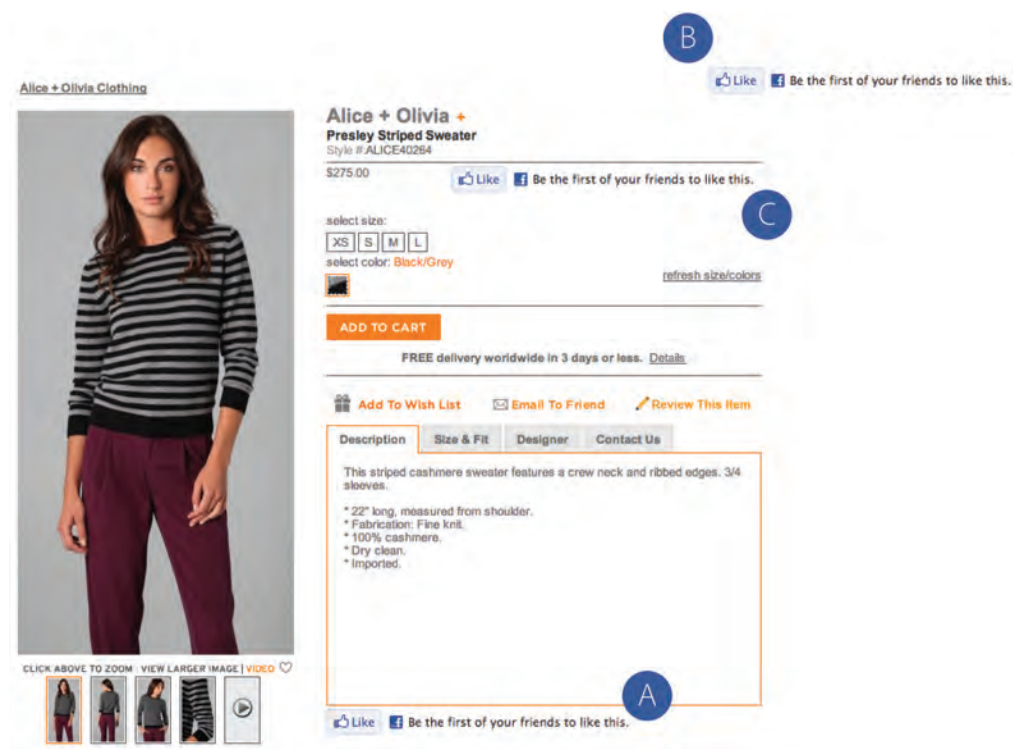 B
Like Be the first of your friends to like this.
Alice + Olivia Clothing
Alice + Olivia +
Presley Striped Sweater
Style # ALICE40264
$275.00
Like Be the first of your friends to like this.
C
select size:
XS S M L
select color: Black/Grey
refresh size/colors
ADD TO CART
FREE delivery worldwide in 3 days or less. Details
Add To Wish List Email To Friend Review This Item
Description Size & Fit Designer Contact Us
This striped cashmere sweater features a crew neck and ribbed edges. 3/4
sleeves.
* 22" long, measured from shoulder.
* Fabrication: Fine knit.
* 100% cashmere.
* Dry clean.
* Imported.
CLICK ABOVE TO ZOOM VIEW LARGER IMAGE | VIDEO
A
Like Be the first of your friends to like this.